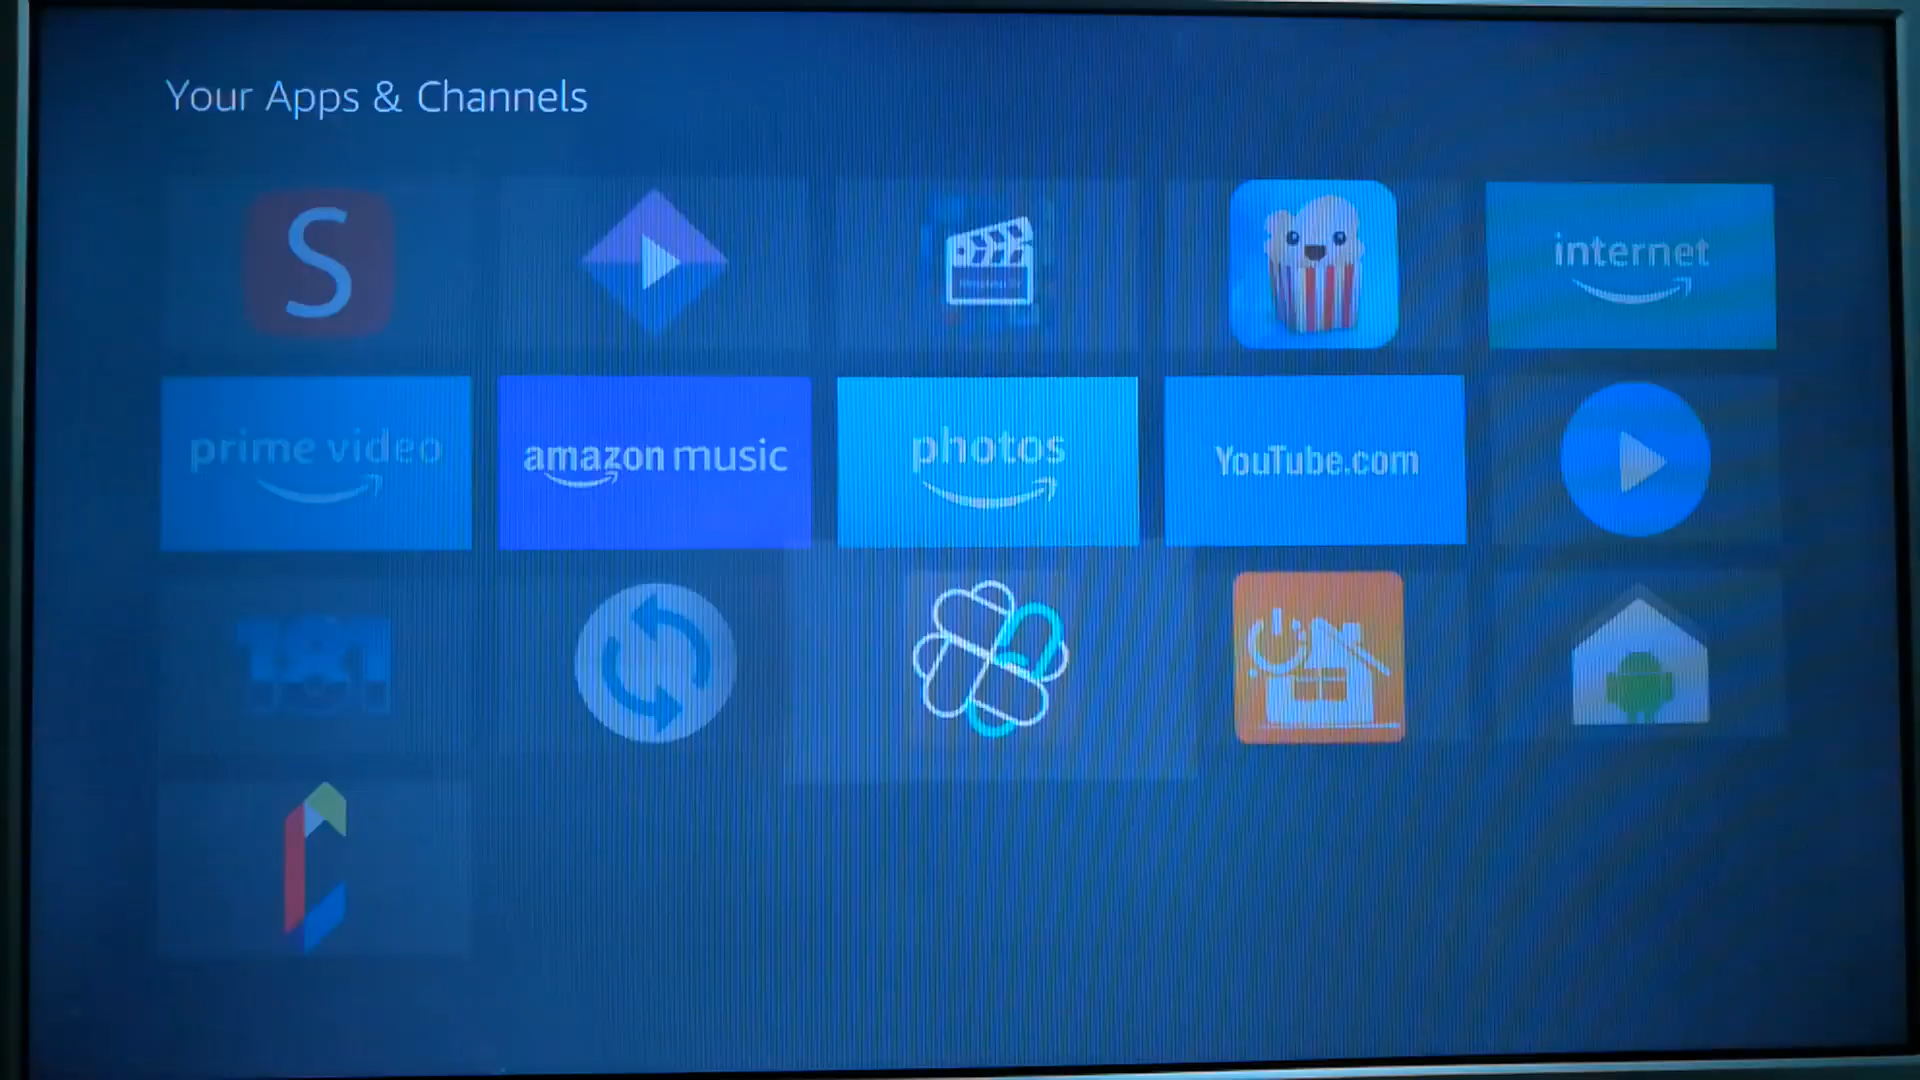 Your Apps & Channels
S
internet
prime video
amazon music
photos
YouTube.com